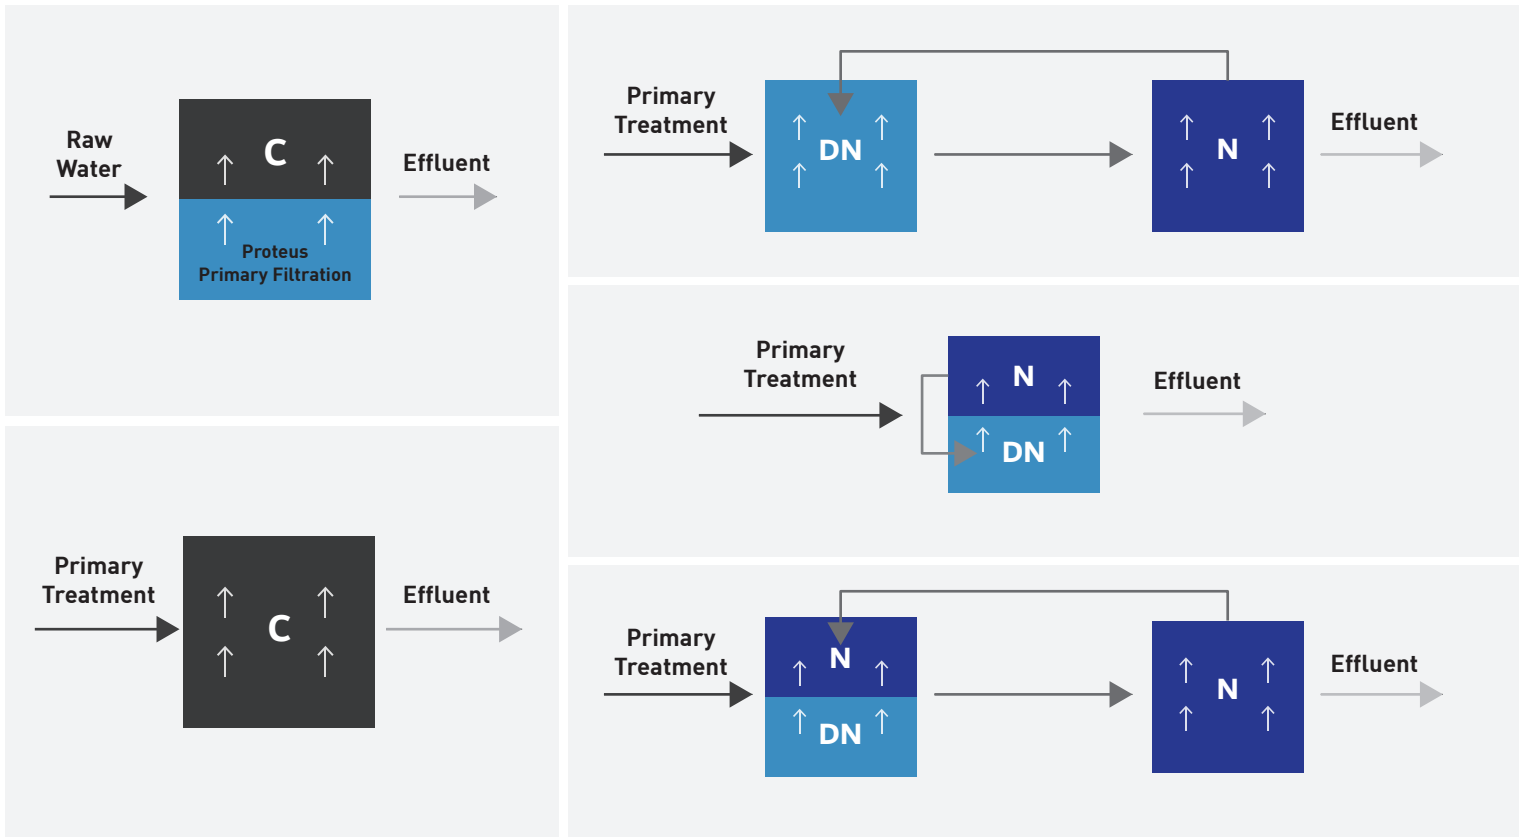 Raw
Water
C
Effluent
Proteus
Primary Filtration
Primary
Treatment
C
Effluent
Primary
Treatment
DN
N
Effluent
Primary
Treatment
N
DN
Effluent
Primary
Treatment
N
DN
N
Effluent